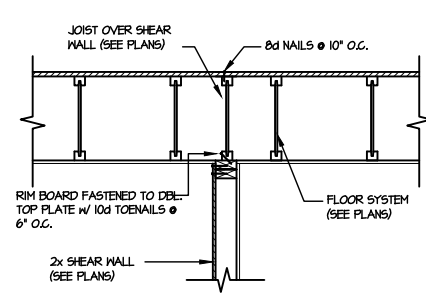 JOIST OVER SHEAR
WALL (SEE PLANS)
8d NAILS @ 10" O.C.
RIM BOARD FASTENED TO DBL.
TOP PLATE W/ 10d TOENAILS @
6" O.C.
FLOOR SYSTEM
(SEE PLANS)
2x SHEAR WALL
(SEE PLANS)